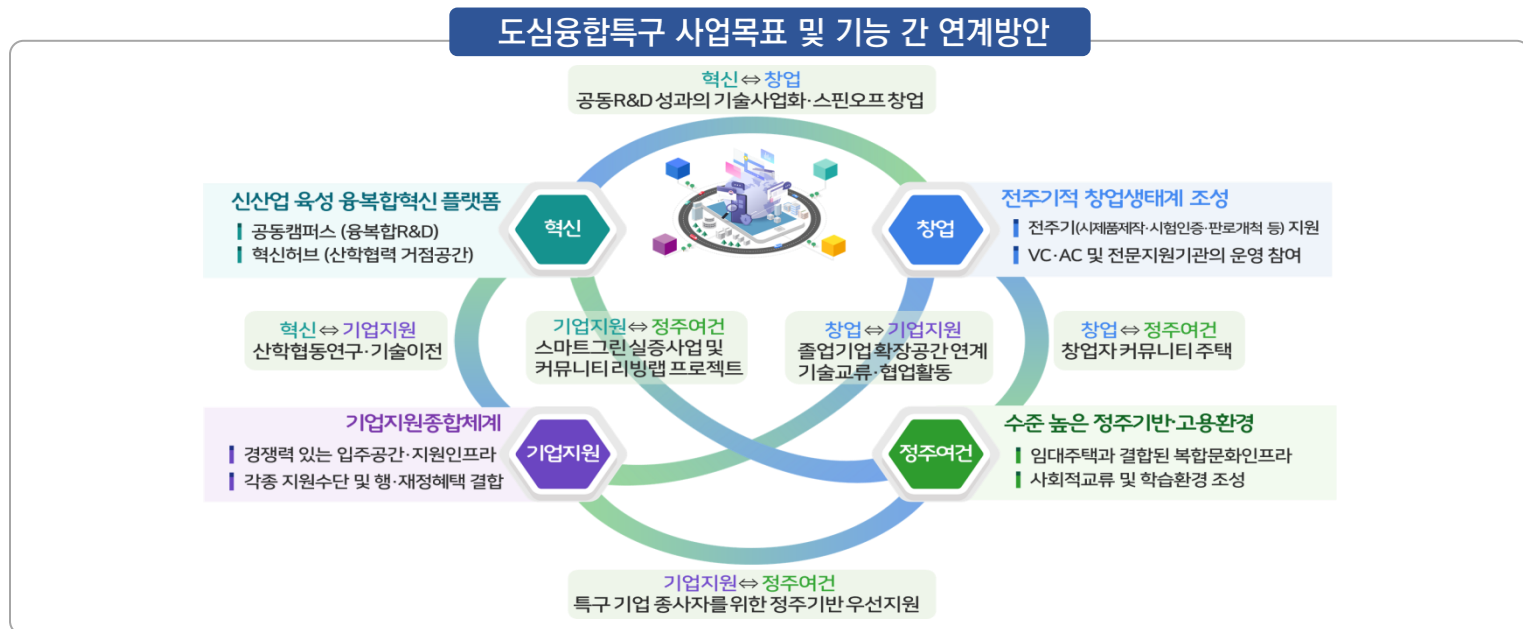 도심융합특구 사업목표 및 기능 간 연계방안
혁신⇔창업
공동R&D 성과의 기술사업화·스핀오프 창업
신산업 육성 융복합혁신 플랫폼
공동캠퍼스 (융복합R&D)
혁신허브 (산학협력 거점공간)
혁신
창업
전주기적 창업생태계 조성
전주기(시제품제작·시험인증·판로개척 등) 지원
VC·AC 및 전문지원기관의 운영 참여
혁신⇔기업지원
산학협동연구·기술이전
기업지원⇔정주여건
스마트그린 실증사업 및
커뮤니티 리빙랩 프로젝트
창업⇔기업지원
졸업기업 확장공간 연계
기술교류·협업활동
창업⇔정주여건
창업자 커뮤니티 주택
기업지원종합체계
경쟁력 있는 입주공간·지원인프라
각종 지원수단 및 행·재정혜택 결합
기업지원
정주여건
수준 높은 정주기반·고용환경
임대주택과 결합된 복합문화인프라
사회적교류 및 학습환경 조성
기업지원⇔정주여건
특구 기업 종사자를 위한 정주기반 우선지원